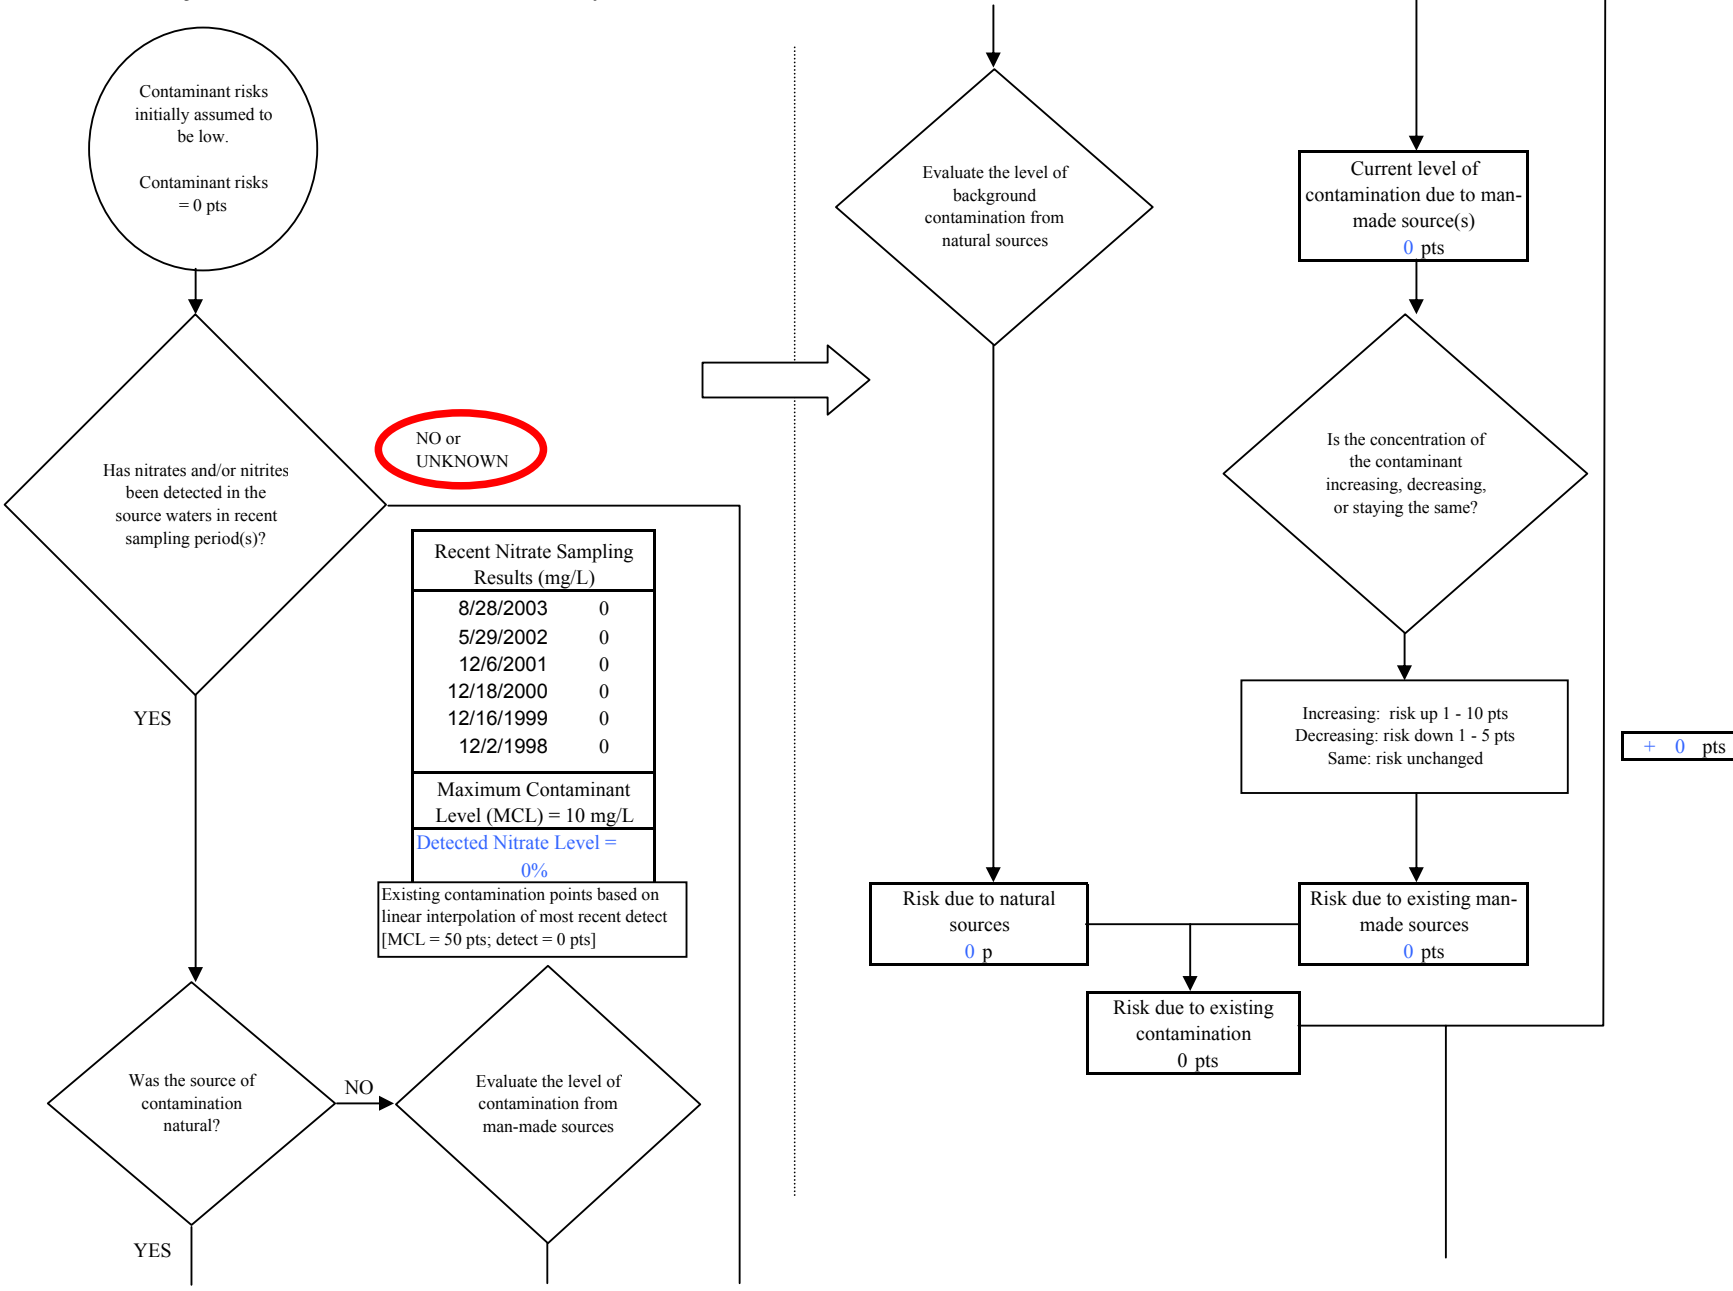 Contaminant risks
initially assumed to
be low.
Contaminant risks
= 0 pts
Has nitrates and/or nitrites
been detected in the
source waters in recent
sampling period(s)?
NO or
UNKNOWN
YES
Recent Nitrate Sampling
Results (mg/L)
8/28/2003 0
5/29/2002 0
12/6/2001 0
12/18/2000 0
12/16/1999 0
12/2/1998 0
Maximum Contaminant
Level (MCL) = 10 mg/L
Detected Nitrate Level =
0%
Existing contamination points based on
linear interpolation of most recent detect
[MCL = 50 pts; detect = 0 pts]
Was the source of
contamination
natural?
NO
YES
Evaluate the level of
contamination from
man-made sources
Evaluate the level of
background
contamination from
natural sources
Current level of
contamination due to man-
made source(s)
0 pts
Is the concentration of
the contaminant
increasing, decreasing,
or staying the same?
Increasing: risk up 1 - 10 pts
Decreasing: risk down 1 - 5 pts
Same: risk unchanged
+ 0 pts
Risk due to natural
sources
0 p
Risk due to existing man-
made sources
0 pts
Risk due to existing
contamination
0 pts